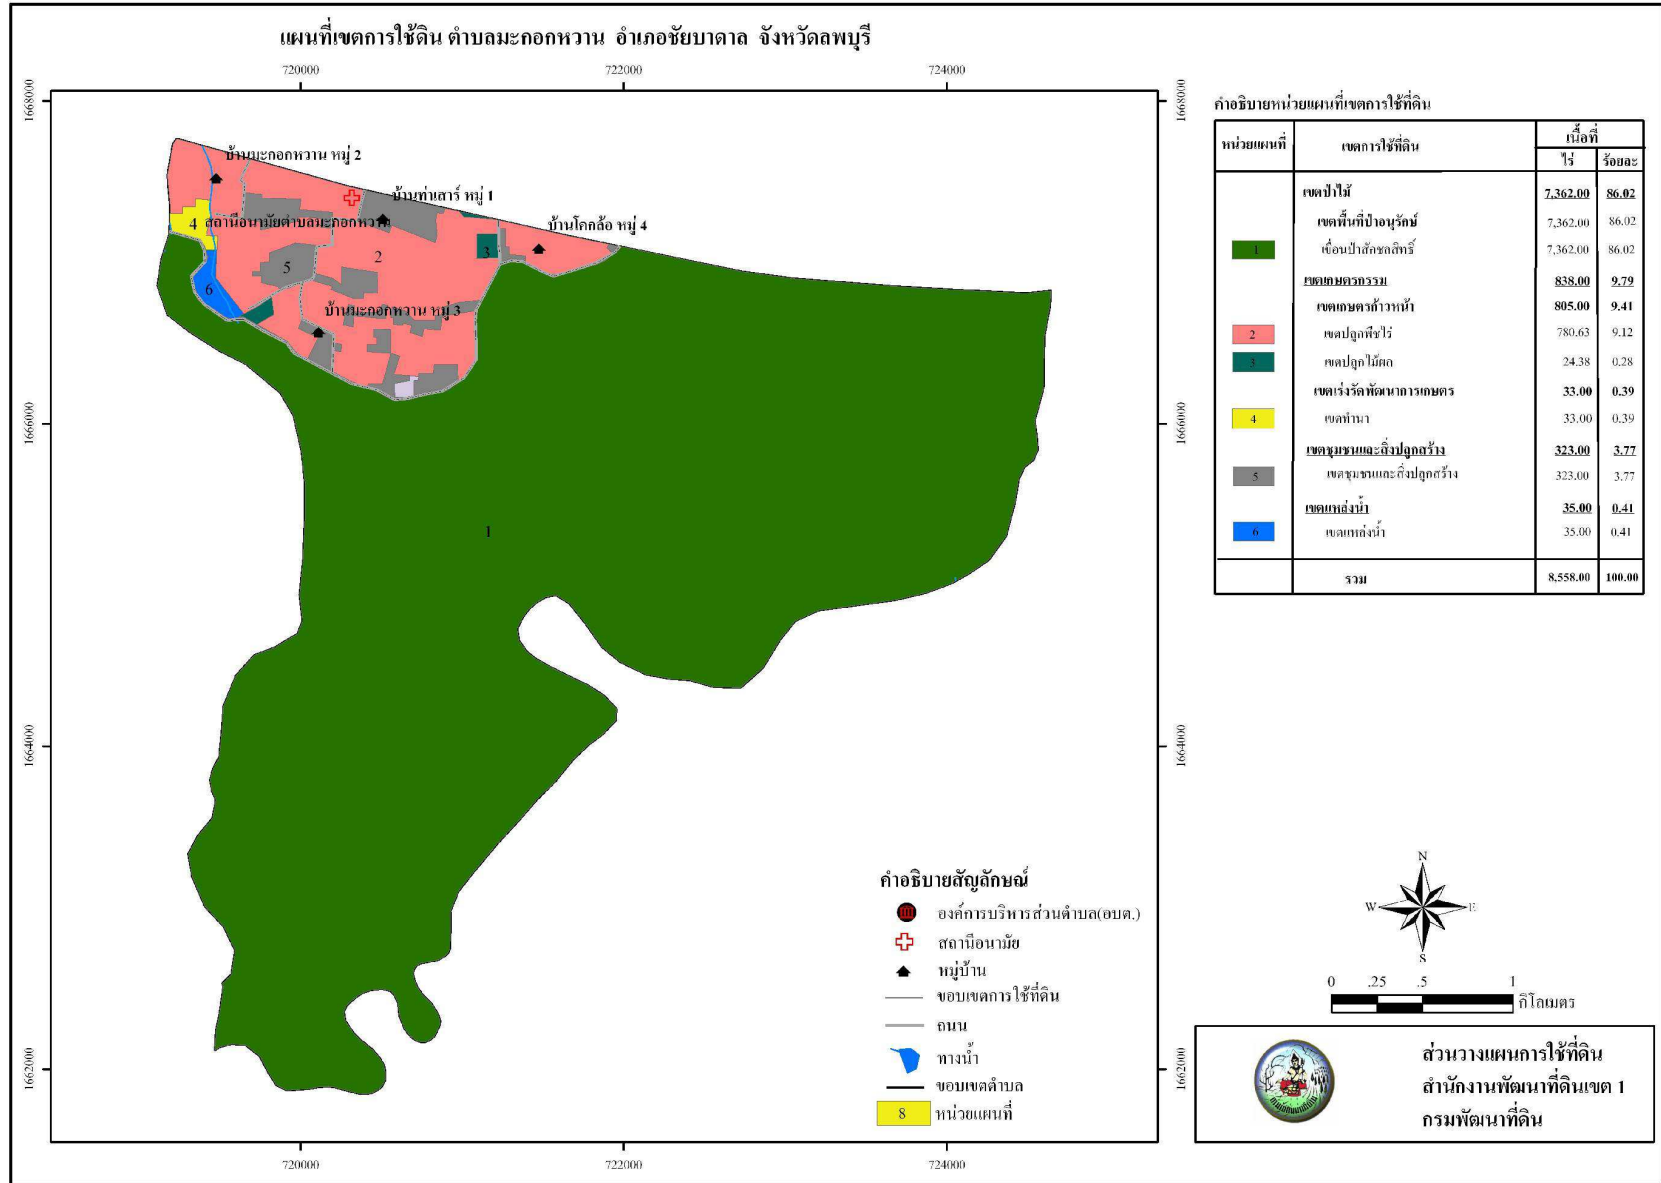 แผนที่เขตการใช้ดิน ตำบลมะกอกหวาน อำเภอชัยบาดาล จังหวัดลพบุรี
720000 722000 724000
1668000 1668000
1666000 1666000
1664000 1664000
1662000 1662000
บ้านมะกอกหวาน หมู่ 2
บ้านท่าเสาร์ หมู่ 1
4 สถานีอนามัยตำบลมะกอกหวาน
บ้านโคกล้อ หมู่ 4
2
3
5
6
บ้านมะกอกหวาน หมู่ 3
1
720000 722000 724000
คำอธิบายสัญลักษณ์
องค์การบริหารส่วนตำบล(อบต.)
สถานีอนามัย
หมู่บ้าน
ขอบเขตการใช้ที่ดิน
ถนน
ทางน้ำ
ขอบเขตตำบล
8 หน่วยแผนที่
คำอธิบายหน่วยแผนที่เขตการใช้ที่ดิน
หน่วยแผนที่ เขตการใช้ที่ดิน เนื้อที่
ไร่ ร้อยละ
เขตป่าไม้ 7,362.00 86.02
เขตพื้นที่ป่าอนุรักษ์ 7,362.00 86.02
1 เขื่อนป่าสักชลสิทธิ์ 7,362.00 86.02
เขตเกษตรกรรม 838.00 9.79
เขตเกษตรก้าวหน้า 805.00 9.41
2 เขตปลูกพืชไร่ 780.63 9.12
3 เขตปลูกไม้ผล 24.38 0.28
เขตเร่งรัดพัฒนาการเกษตร 33.00 0.39
4 เขตทำนา 33.00 0.39
เขตชุมชนและสิ่งปลูกสร้าง 323.00 3.77
5 เขตชุมชนและสิ่งปลูกสร้าง 323.00 3.77
เขตแหล่งน้ำ 35.00 0.41
6 เขตแหล่งน้ำ 35.00 0.41
รวม 8,558.00 100.00
N
W E
S
0 .25 .5 1
กิโลเมตร
ส่วนวางแผนการใช้ที่ดิน
สำนักงานพัฒนาที่ดินเขต 1
กรมพัฒนาที่ดิน